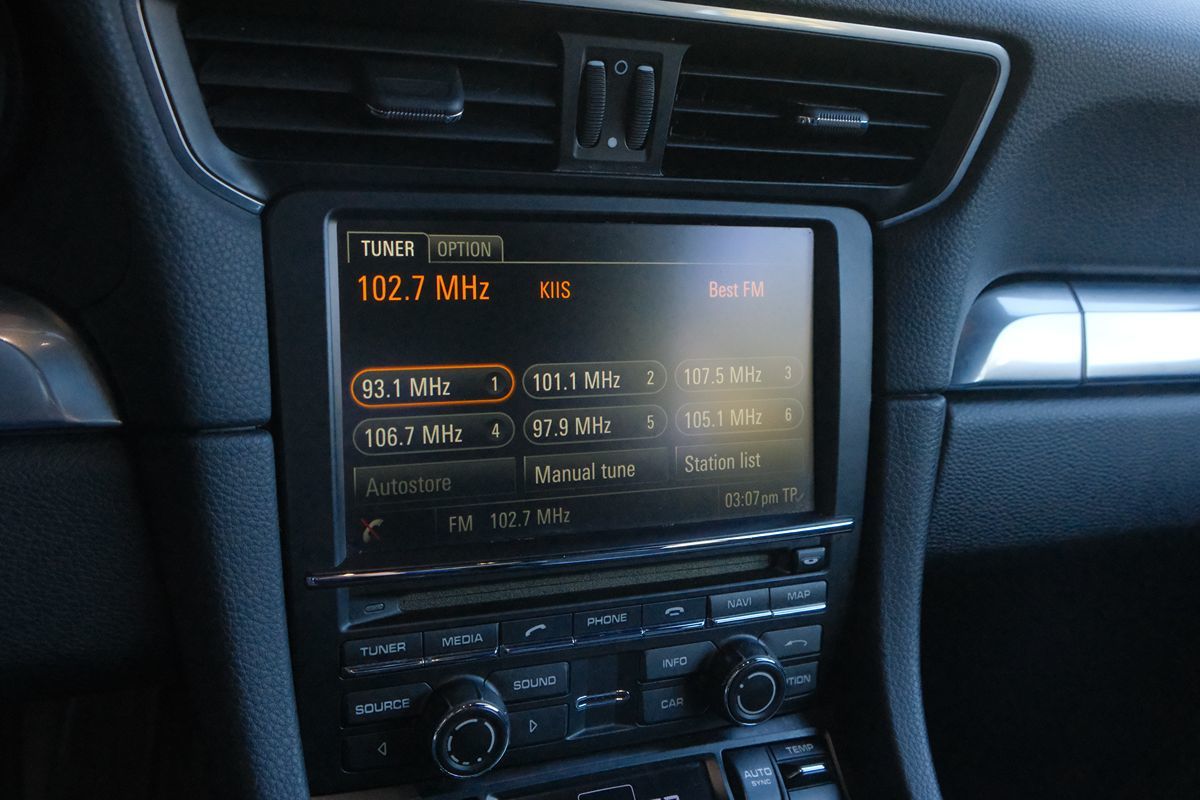 TUNER OPTION
102.7 MHz KIIS Best FM
93.1 MHz 1 101.1 MHz 2 107.5 MHz 3
106.7 MHz 4 97.9 MHz 5 105.1 MHz 6
Autostore Manual tune Station list
FM 102.7 MHz 03:07pm TP
TUNER MEDIA PHONE NAVI MAP
SOURCE SOUND INFO
CAR
AUTO
SYNC
TEMP